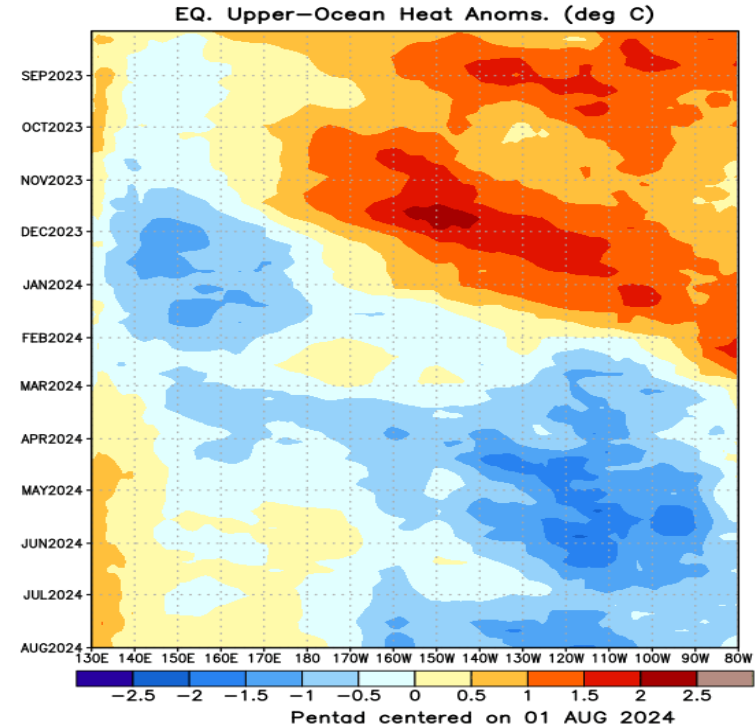 EQ. Upper-Ocean Heat Anoms. (deg C)
SEP2023
OCT2023
NOV2023
DEC2023
JAN2024
FEB2024
MAR2024
APR2024
MAY2024
JUN2024
JUL2024
AUG2024
130E 140E 150E 160E 170E 180 170W 160W 150W 140W 130W 120W 110W 100W 90W 80W
-2.5 -2 -1.5 -1 -0.5 0 0.5 1 1.5 2 2.5
Pentad centered on 01 AUG 2024